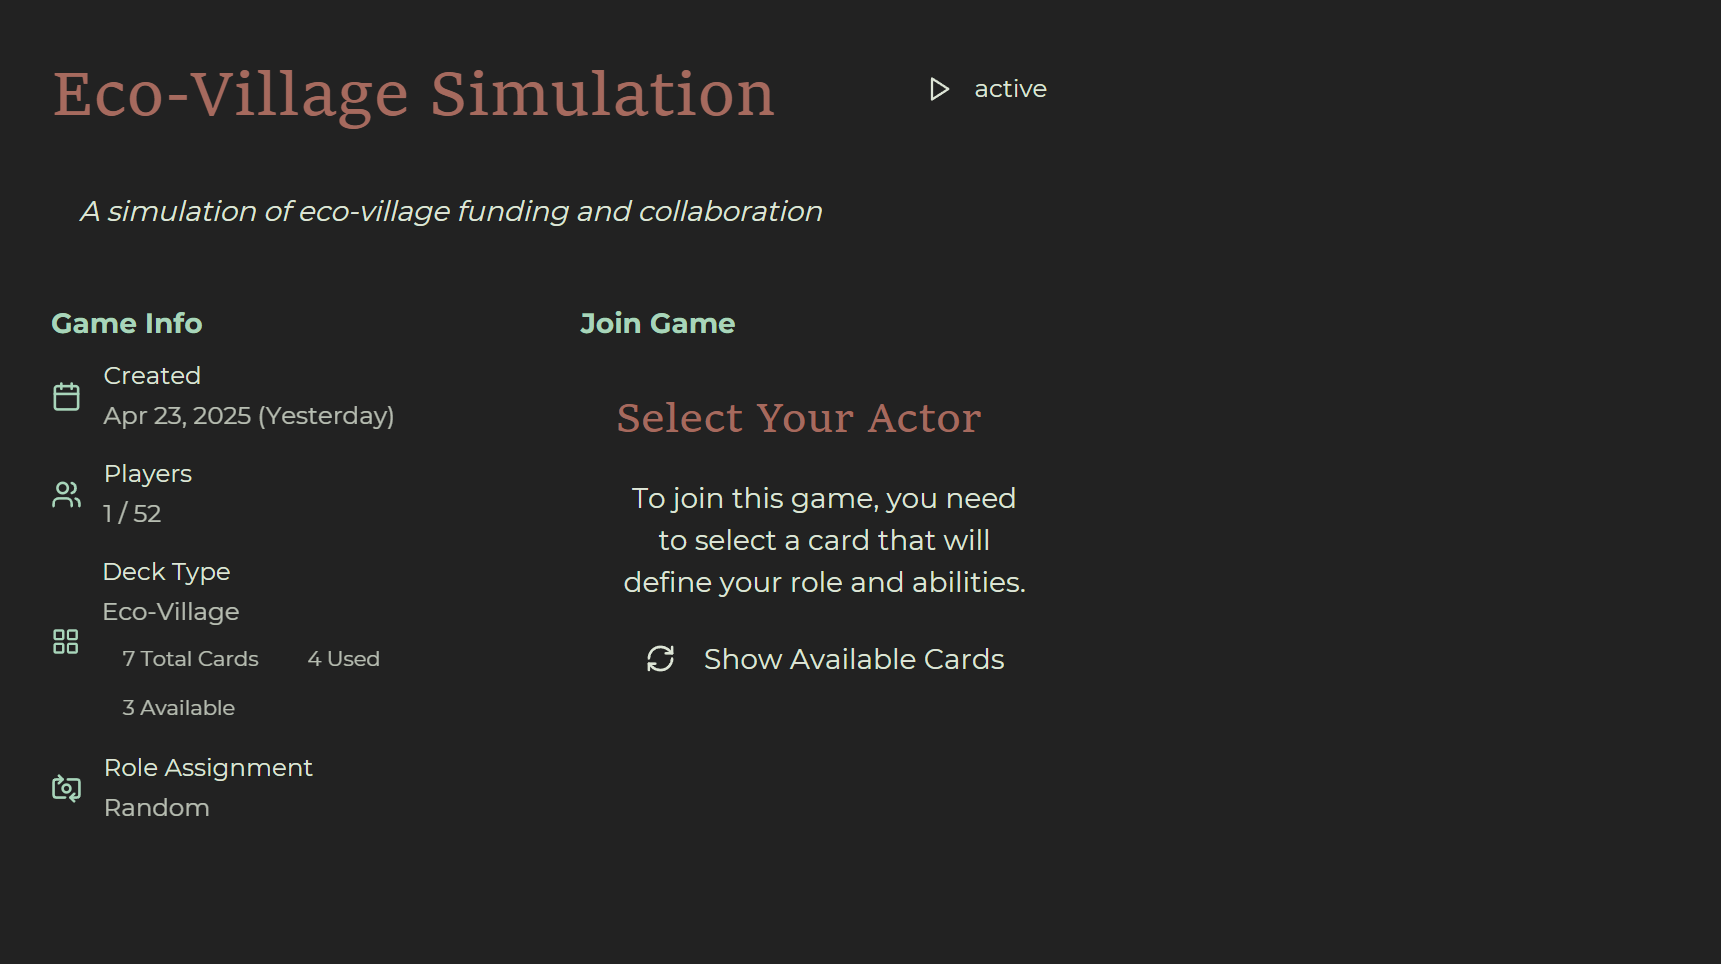 Eco-Village Simulation
active
A simulation of eco-village funding and collaboration
Game Info
Created
Apr 23, 2025 (Yesterday)
Players
1 / 52
Deck Type
Eco-Village
7 Total Cards
4 Used
3 Available
Role Assignment
Random
Join Game
Select Your Actor
To join this game, you need
to select a card that will
define your role and abilities.
Show Available Cards